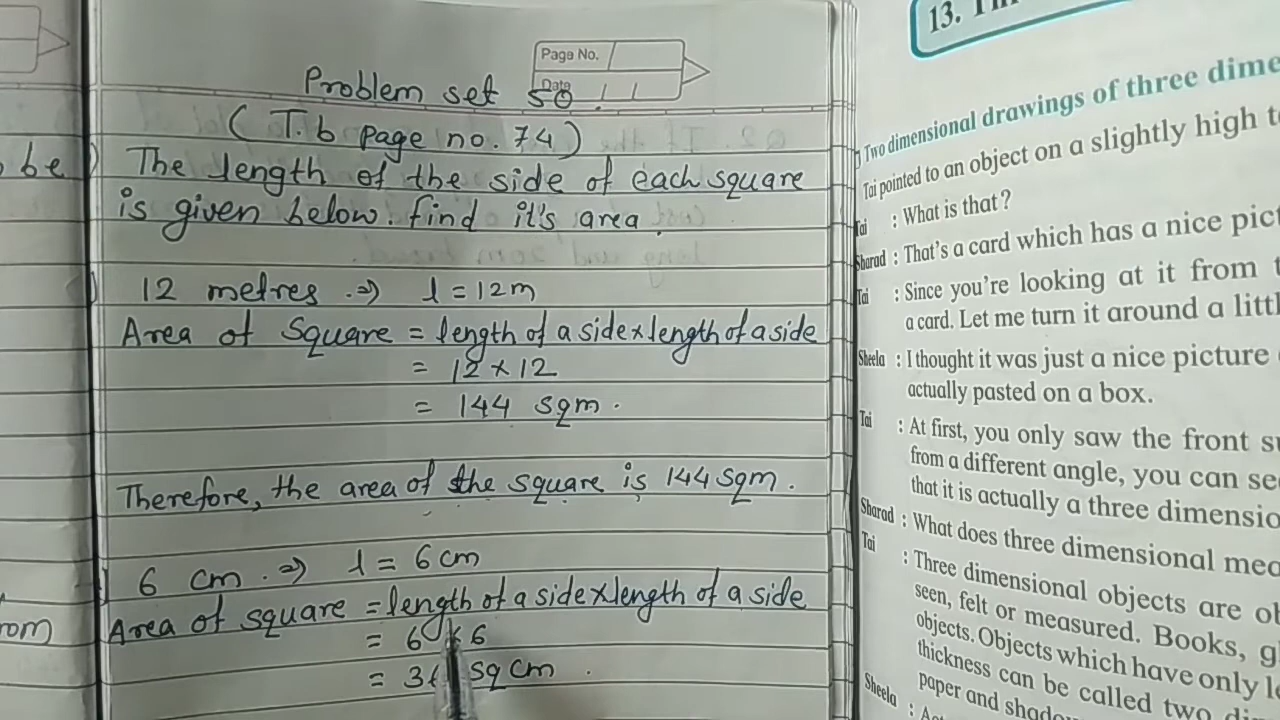 Page No.
Date
Problem set 50.
(T.b page no. 74)
be
The length of the side of each square
is given below. find it's area.
12 metres. ⇒ l = 12m
Area of Square = length of a side×length of a side
= 12 × 12
= 144 sqm.
Therefore, the area of the square is 144 sqm.
6 cm. ⇒ l = 6 cm
Area of square = length of a side×length of a side
= 6 × 6
= sq cm.
13.
Two dimensional drawings of three dime
Tai pointed to an object on a slightly high
Tai : What is that?
Sharad : That's a card which has a nice pic
Tai : Since you're looking at it from
a card. Let me turn it around a litt
Sheela : I thought it was just a nice picture
actually pasted on a box.
Tai : At first, you only saw the front
from a different angle, you can se
that it is actually a three dimensio
Sharad : What does three dimensional mea
Tai : Three dimensional objects are
seen, felt or measured. Books, g
objects. Objects which have only
thickness can be called two
paper and shado
Sheela :